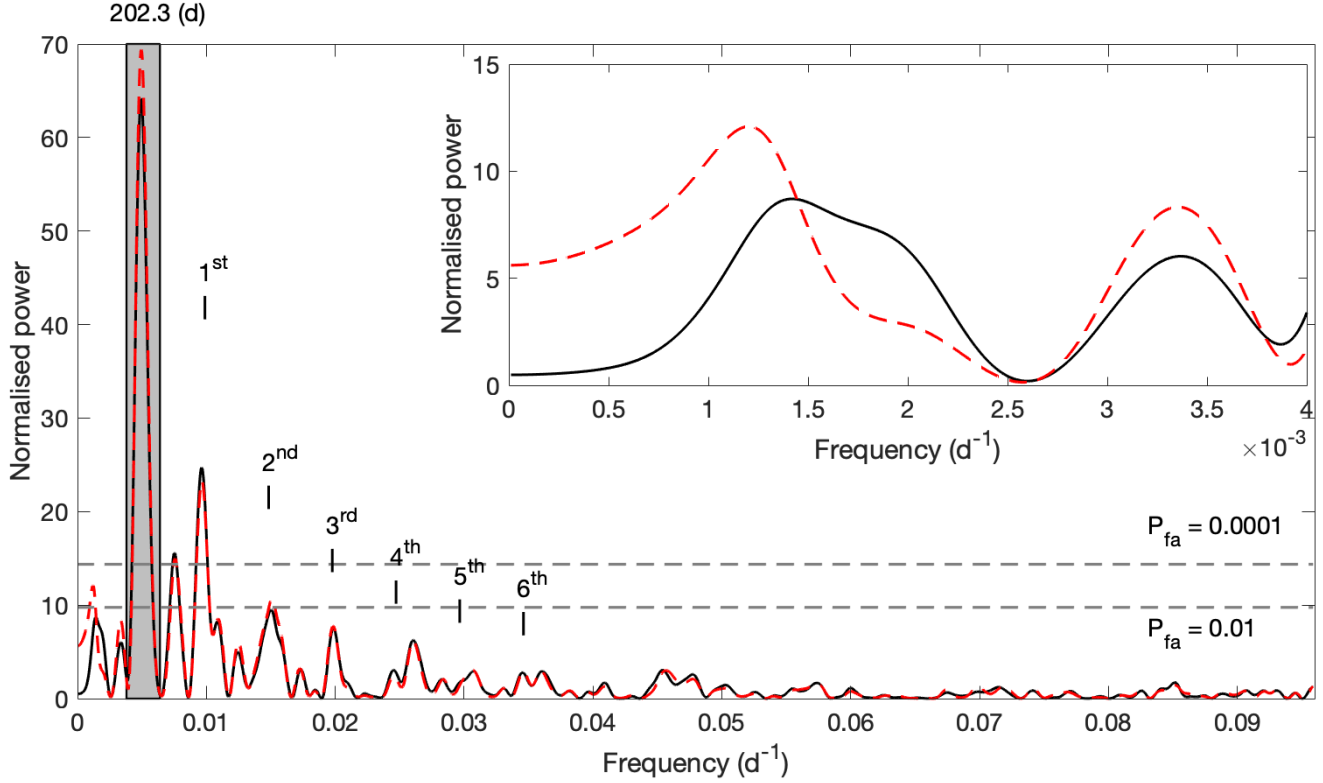 202.3 (d)
70
60
50
40
30
20
10
0
Normalised power
15
10
5
0
Normalised power
0 0.5 1 1.5 2 2.5 3 3.5 4
Frequency (d⁻¹)
×10⁻³
1ˢᵗ
2ⁿᵈ
3ʳᵈ
4ᵗʰ
5ᵗʰ
6ᵗʰ
P_fa = 0.0001
P_fa = 0.01
0 0.01 0.02 0.03 0.04 0.05 0.06 0.07 0.08 0.09
Frequency (d⁻¹)